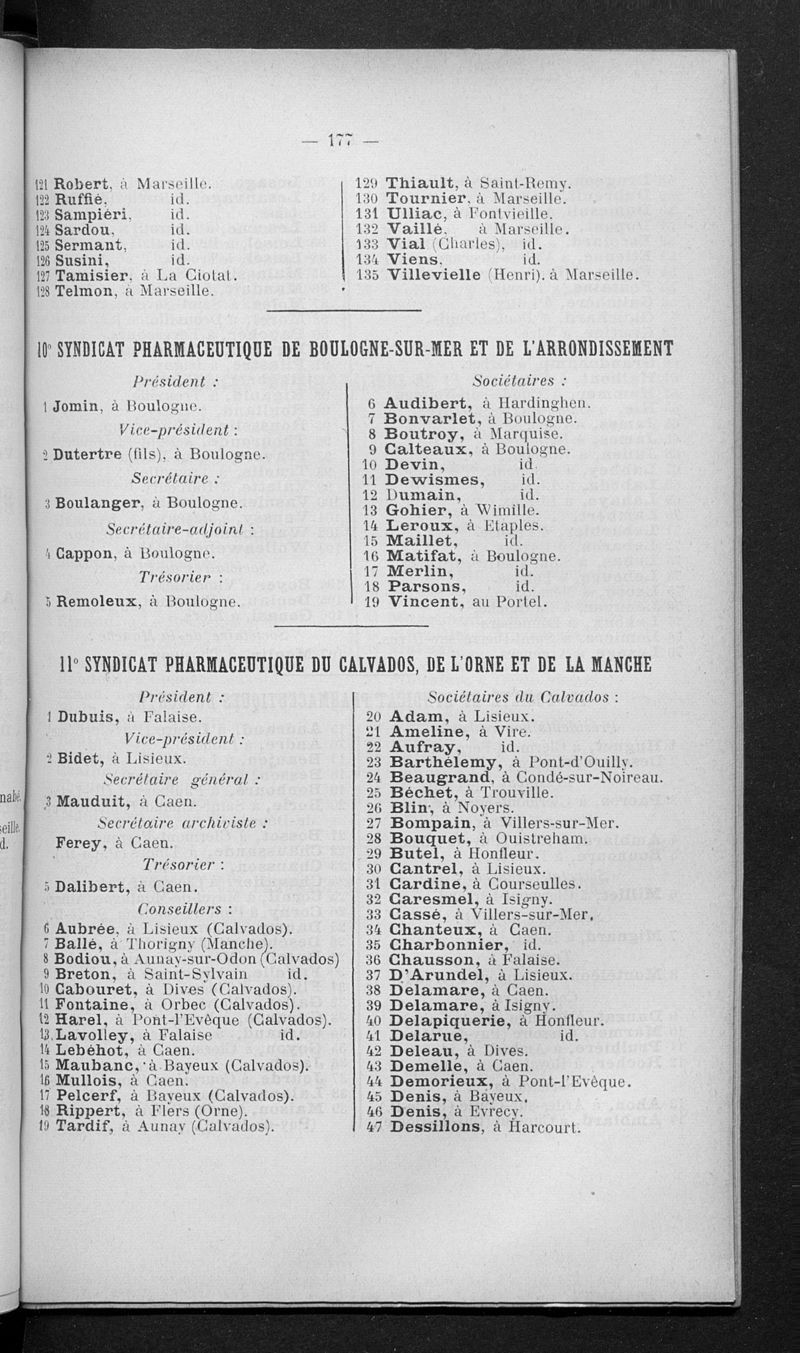 — 177 —
121 Robert, à Marseille.
122 Ruffié, id.
123 Sampiéri, id.
124 Sardou, id.
125 Sermant, id.
126 Susini, id.
127 Tamisier, à La Ciotat.
128 Telmon, à Marseille.
129 Thiault, à Saint-Remy.
130 Tournier, à Marseille.
131 Ulliac, à Fontvieille.
132 Vaillé, à Marseille.
133 Vial (Charles), id.
134 Viens, id.
135 Villevielle (Henri), à Marseille.
10° SYNDICAT PHARMACEUTIQUE DE BOULOGNE-SUR-MER ET DE L'ARRONDISSEMENT
Président :
1 Jomin, à Boulogne.
Vice-président :
2 Dutertre (fils), à Boulogne.
Secrétaire :
3 Boulanger, à Boulogne.
Secrétaire-adjoint :
4 Cappon, à Boulogne.
Trésorier :
5 Remoleux, à Boulogne.
Sociétaires :
6 Audibert, à Hardinghen.
7 Bonvarlet, à Boulogne.
8 Boutroy, à Marquise.
9 Calteaux, à Boulogne.
10 Devin, id.
11 Dewismes, id.
12 Dumain, id.
13 Gohier, à Wimille.
14 Leroux, à Etaples.
15 Maillet, id.
16 Matifat, à Boulogne.
17 Merlin, id.
18 Parsons, id.
19 Vincent, au Portel.
11° SYNDICAT PHARMACEUTIQUE DU CALVADOS, DE L'ORNE ET DE LA MANCHE
Président :
1 Dubuis, à Falaise.
Vice-président :
2 Bidet, à Lisieux.
Secrétaire général :
3 Mauduit, à Caen.
Secrétaire archiviste :
Ferey, à Caen.
Trésorier :
5 Dalibert, à Caen.
Conseillers :
6 Aubrée, à Lisieux (Calvados).
7 Ballé, à Thorigny (Manche).
8 Bodiou, à Aunay-sur-Odon (Calvados)
9 Breton, à Saint-Sylvain id.
10 Cabouret, à Dives (Calvados).
11 Fontaine, à Orbec (Calvados).
12 Harel, à Pont-l'Evêque (Calvados).
13 Lavolley, à Falaise id.
14 Lebéhot, à Caen.
15 Maubanc, à Bayeux (Calvados).
16 Mullois, à Caen.
17 Pelcerf, à Bayeux (Calvados).
18 Rippert, à Flers (Orne).
19 Tardif, à Aunay (Calvados).
Sociétaires du Calvados :
20 Adam, à Lisieux.
21 Ameline, à Vire.
22 Aufray, id.
23 Barthélemy, à Pont-d'Ouilly.
24 Beaugrand, à Condé-sur-Noireau.
25 Béchet, à Trouville.
26 Blin, à Noyers.
27 Bompain, à Villers-sur-Mer.
28 Bouquet, à Ouistreham.
29 Butel, à Honfleur.
30 Cantrel, à Livarot.
31 Cardine, à Courseulles.
32 Caresmel, à Isigny.
33 Cassé, à Villers-sur-Mer.
34 Chanteux, à Caen.
35 Charbonnier, id.
36 Chausson, à Falaise.
37 D'Arundel, à Lisieux.
38 Delamare, à Caen.
39 Delamare, à Isigny.
40 Delapiquerie, à Honfleur.
41 Delarue, id.
42 Deleau, à Dives.
43 Demelle, à Caen.
44 Demorieux, à Pont-l'Evêque.
45 Denis, à Bayeux.
46 Denis, à Evrecy.
47 Dessillons, à Harcourt.